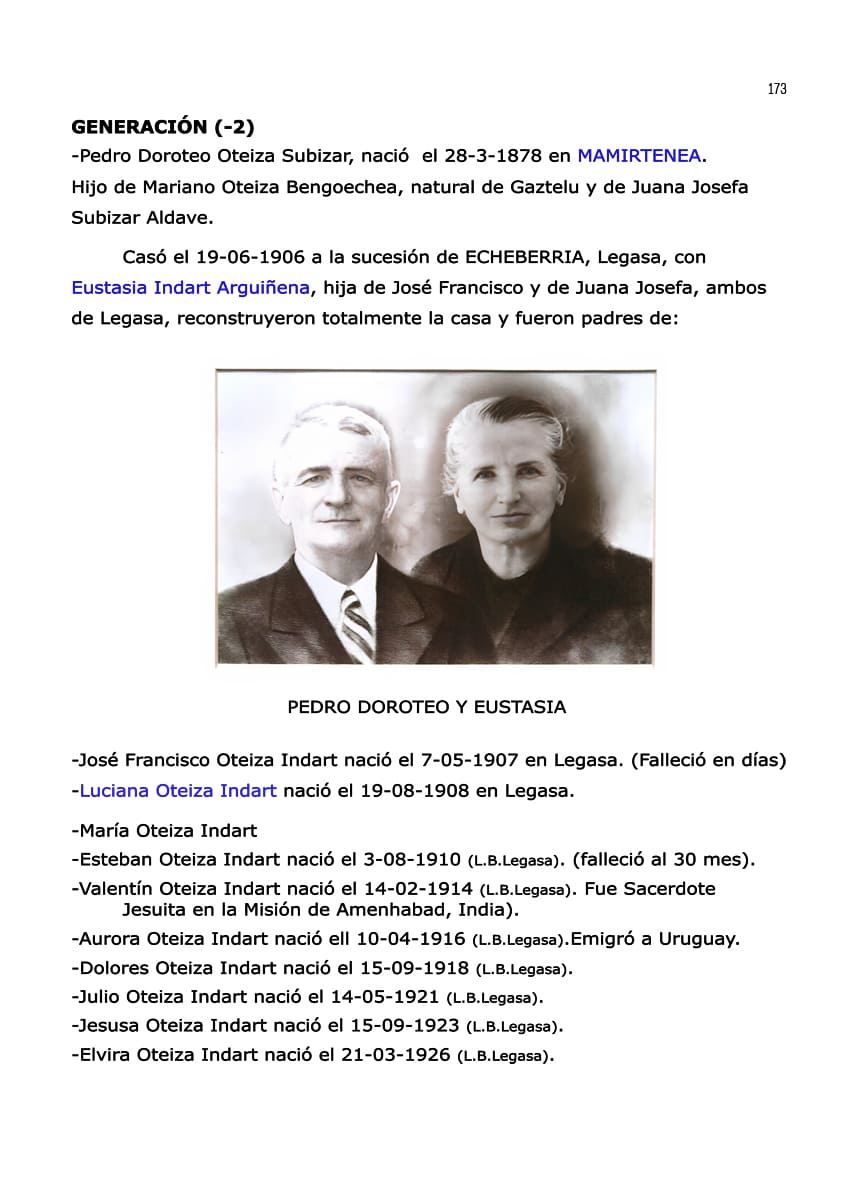 173
GENERACIÓN (-2)
-Pedro Doroteo Oteiza Subizar, nació  el 28-3-1878 en MAMIRTENEA.
Hijo de Mariano Oteiza Bengoechea, natural de Gaztelu y de Juana Josefa
Subizar Aldave.
Casó el 19-06-1906 a la sucesión de ECHEBERRIA, Legasa, con
Eustasia Indart Arguiñena, hija de José Francisco y de Juana Josefa, ambos
de Legasa, reconstruyeron totalmente la casa y fueron padres de:
PEDRO DOROTEO Y EUSTASIA
-José Francisco Oteiza Indart nació el 7-05-1907 en Legasa. (Falleció en días)
-Luciana Oteiza Indart nació el 19-08-1908 en Legasa.
-María Oteiza Indart
-Esteban Oteiza Indart nació el 3-08-1910 (L.B.Legasa). (falleció al 30 mes).
-Valentín Oteiza Indart nació el 14-02-1914 (L.B.Legasa). Fue Sacerdote
Jesuita en la Misión de Amenhabad, India).
-Aurora Oteiza Indart nació ell 10-04-1916 (L.B.Legasa).Emigró a Uruguay.
-Dolores Oteiza Indart nació el 15-09-1918 (L.B.Legasa).
-Julio Oteiza Indart nació el 14-05-1921 (L.B.Legasa).
-Jesusa Oteiza Indart nació el 15-09-1923 (L.B.Legasa).
-Elvira Oteiza Indart nació el 21-03-1926 (L.B.Legasa).